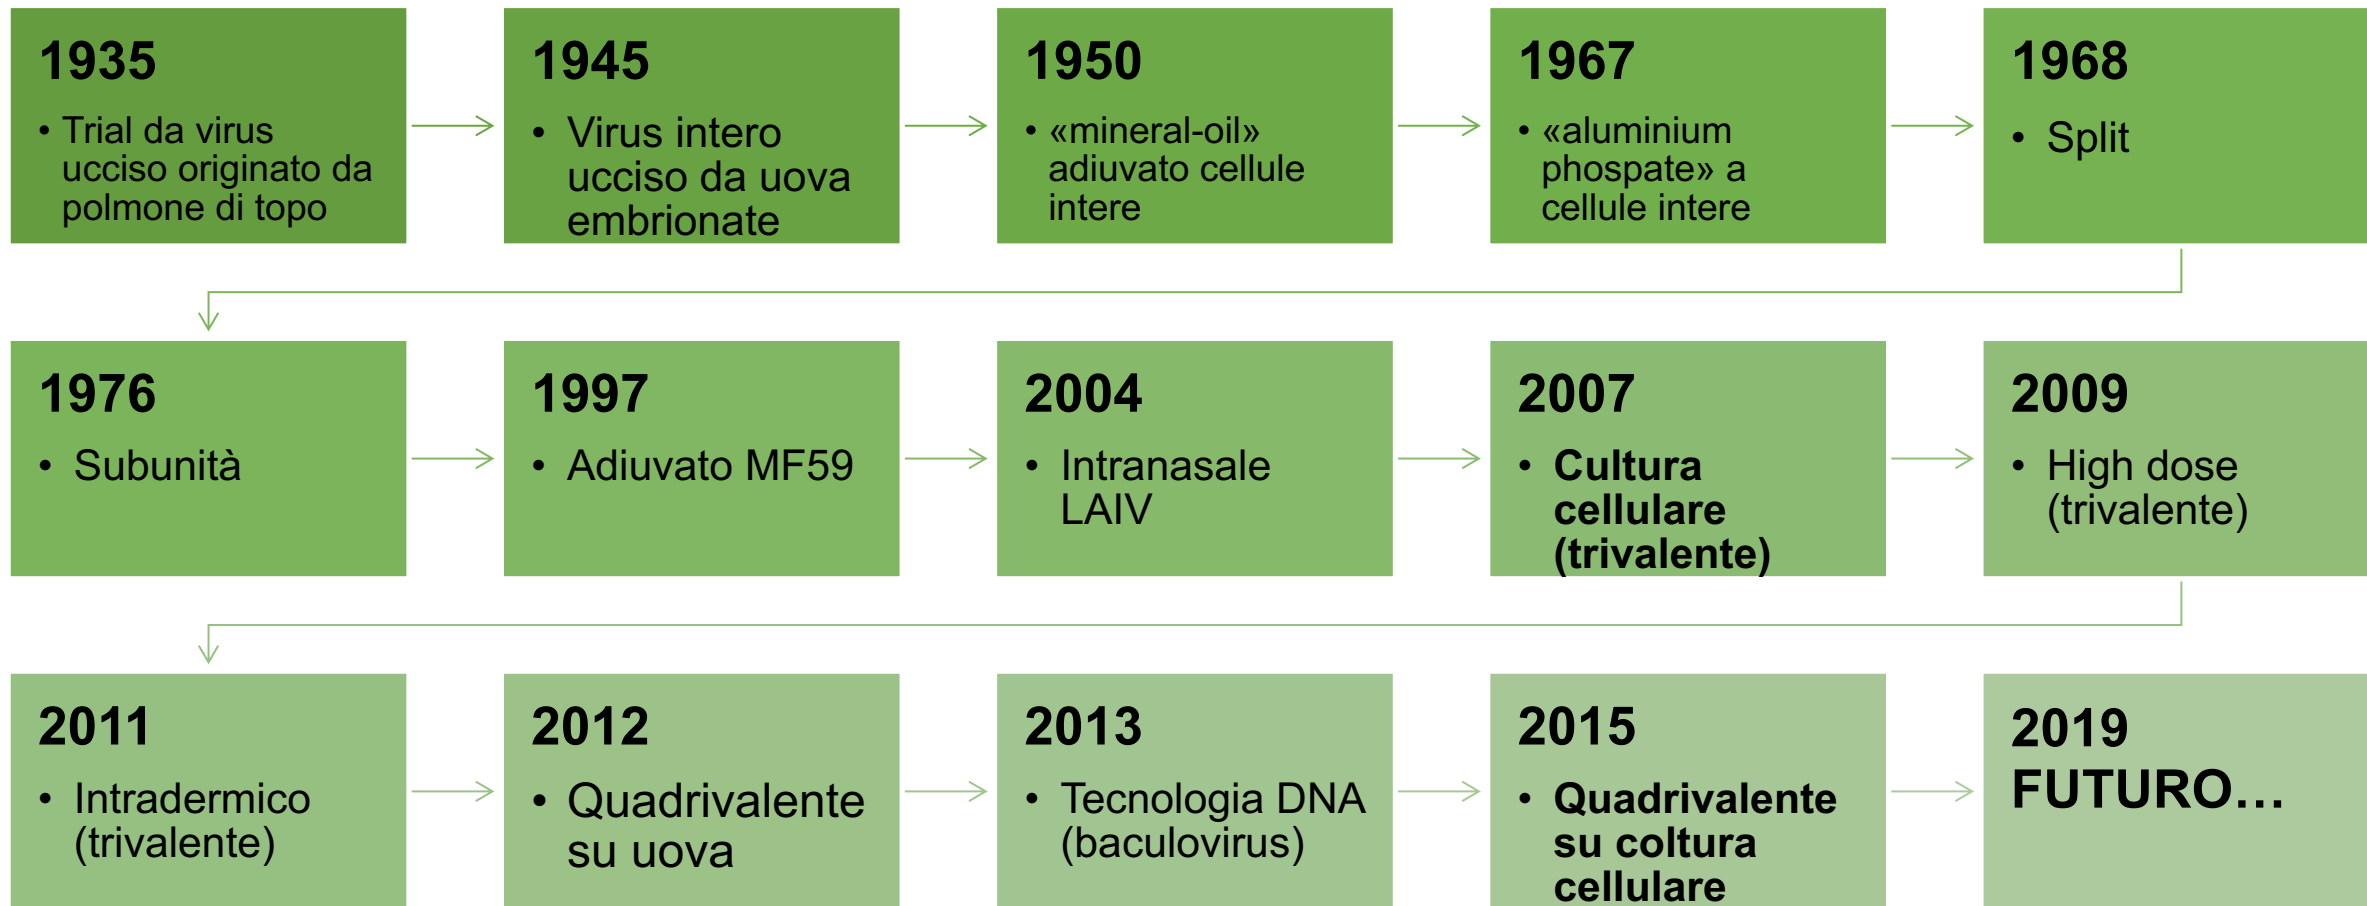 1935
• Trial da virus
ucciso originato da
polmone di topo
1945
• Virus intero
ucciso da uova
embrionate
1950
• «mineral-oil»
adiuvato cellule
intere
1967
• «aluminium
phospate» a
cellule intere
1968
• Split
1976
• Subunità
1997
• Adiuvato MF59
2004
• Intranasale
LAIV
2007
• Cultura
cellulare
(trivalente)
2009
• High dose
(trivalente)
2011
• Intradermico
(trivalente)
2012
• Quadrivalente
su uova
2013
• Tecnologia DNA
(baculovirus)
2015
• Quadrivalente
su coltura
cellulare
2019
FUTURO…